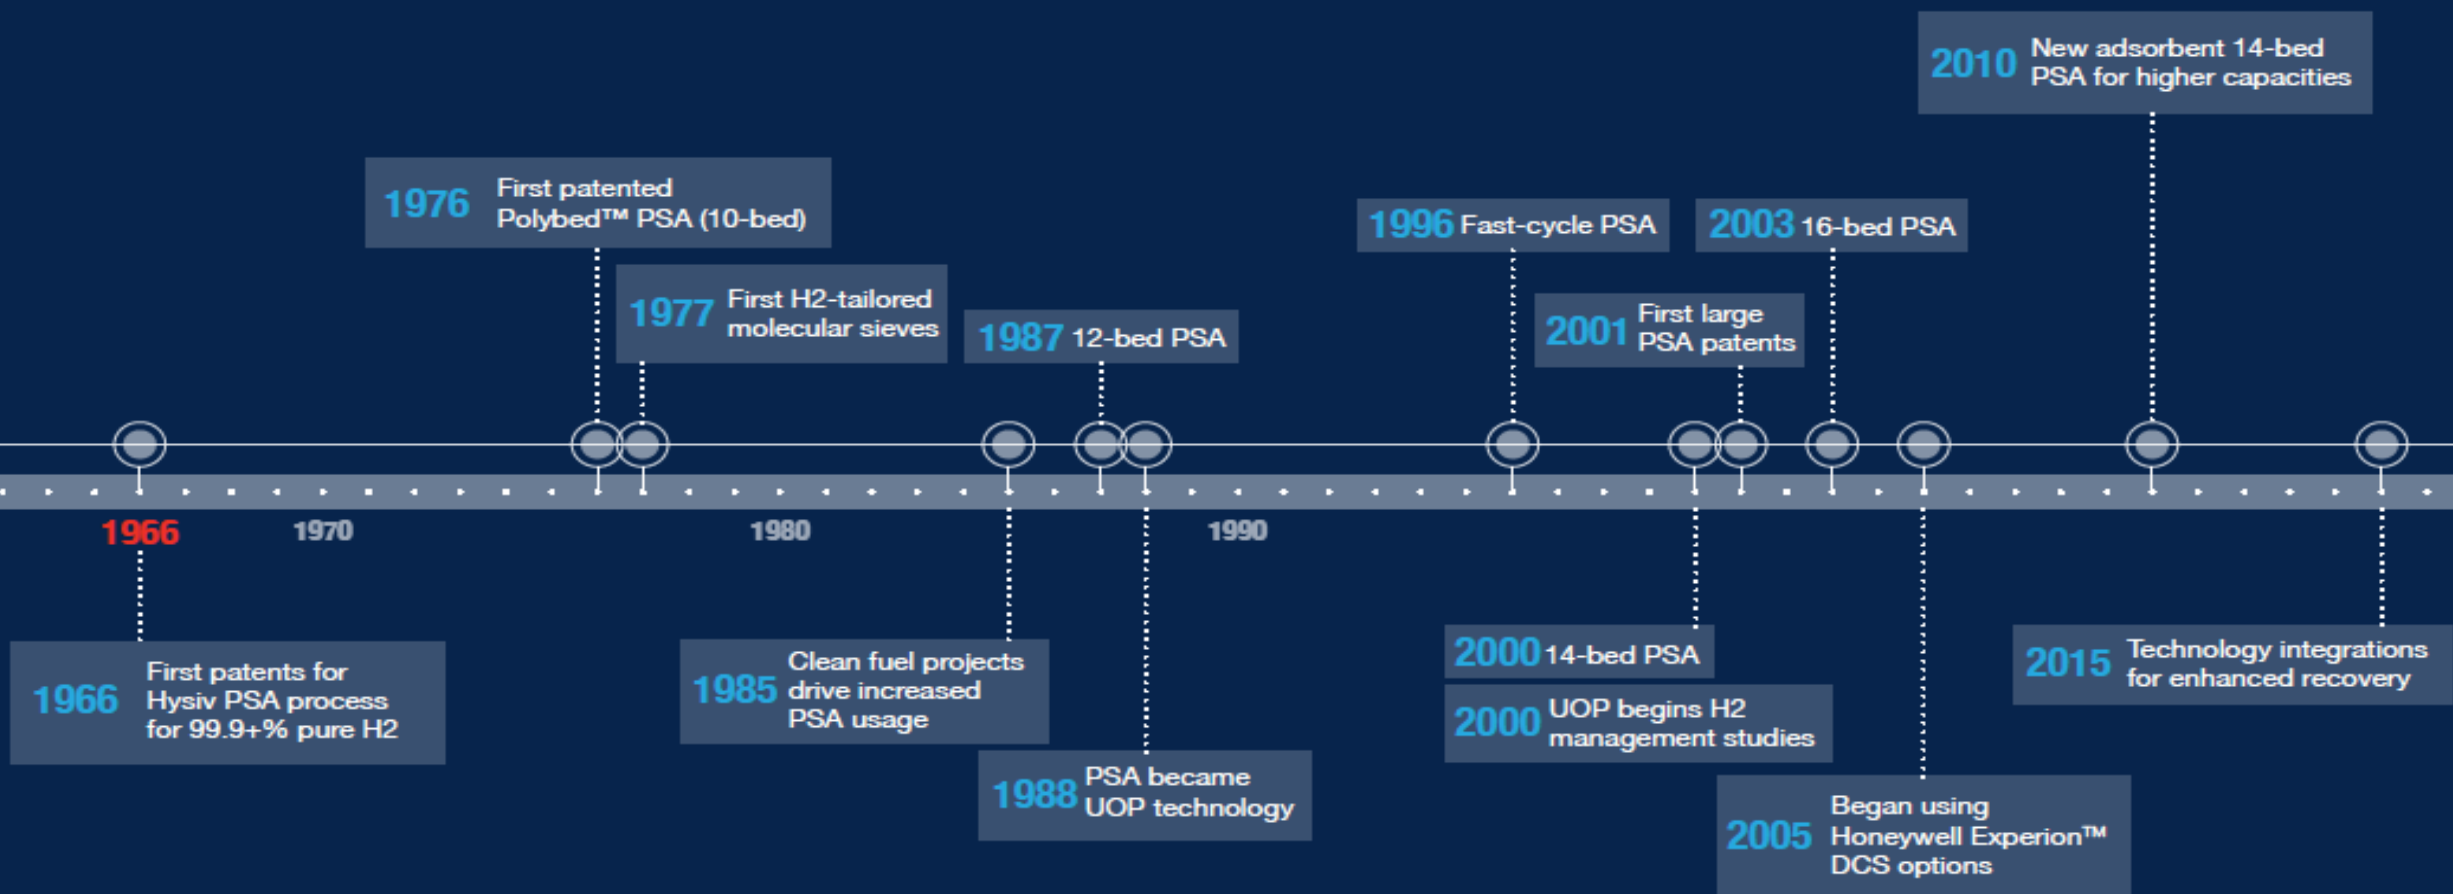 2010
New adsorbent 14-bed
PSA for higher capacities
1976
First patented
Polybed™ PSA (10-bed)
1996 Fast-cycle PSA
2003 16-bed PSA
1977
First H2-tailored
molecular sieves
1987 12-bed PSA
2001
First large
PSA patents
1966
1970
1980
1990
1966
First patents for
Hysiv PSA process
for 99.9+% pure H2
1985
Clean fuel projects
drive increased
PSA usage
1988
PSA became
UOP technology
2000 14-bed PSA
2000
UOP begins H2
management studies
2005
Began using
Honeywell Experion™
DCS options
2015
Technology integrations
for enhanced recovery